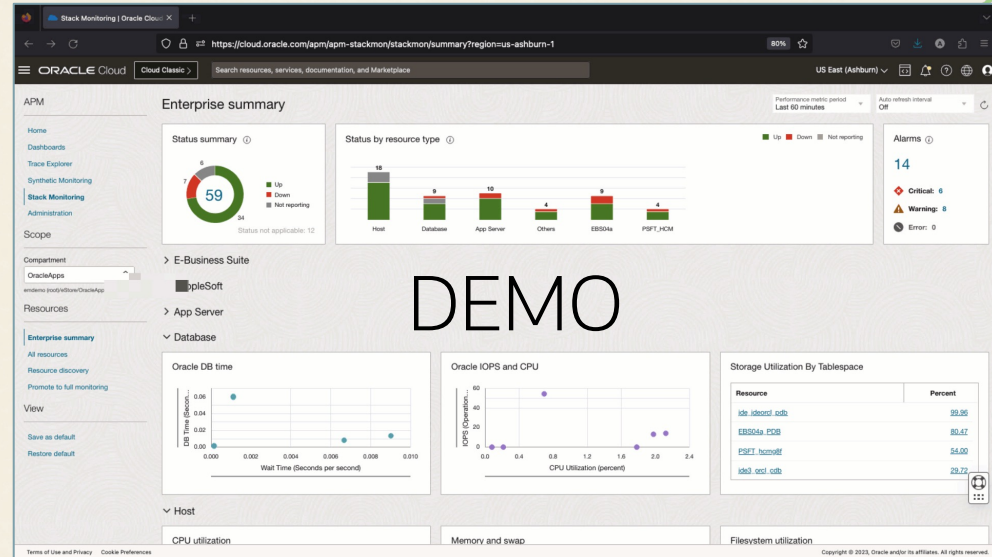 Stack Monitoring | Oracle Cloud
https://cloud.oracle.com/apm/apm-stackmon/stackmon/summary?region=us-ashburn-1
80%
ORACLE Cloud
Cloud Classic >
Search resources, services, documentation, and Marketplace
US East (Ashburn)
APM
Home
Dashboards
Trace Explorer
Synthetic Monitoring
Stack Monitoring
Administration
Scope
Compartment
OracleApps
emdemo (root)/eStore/OracleApp
Resources
Enterprise summary
All resources
Resource discovery
Promote to full monitoring
View
Save as default
Restore default
Enterprise summary
Performance metric period
Last 60 minutes
Auto refresh interval
Off
Status summary
6
7
59
34
Up
Down
Not reporting
Status not applicable: 12
Status by resource type
Up Down Not reporting
18
9
10
4
9
4
Host Database App Server Others EBS04a PSFT_HCM
Alarms
14
Critical: 6
Warning: 8
Error: 0
E-Business Suite
opleSoft
App Server
Database
DEMO
Oracle DB time
DB Time (Secon...
0.06
0.04
0.02
0.00
0.000 0.002 0.004 0.006 0.008 0.010
Wait Time (Seconds per second)
Oracle IOPS and CPU
IOPS (Operation...
60
40
20
0
0.0 0.4 0.8 1.2 1.6 2.0 2.4
CPU Utilization (percent)
Storage Utilization By Tablespace
Resource Percent
ide_ideorcl_pdb 99.96
EBS04a_PDB 80.47
PSFT_hcmg8f 54.00
ide3_orcl_cdb 29.72
Host
CPU utilization
Memory and swap
Filesystem utilization
Terms of Use and Privacy Cookie Preferences
Copyright © 2023, Oracle and/or its affiliates. All rights reserved.